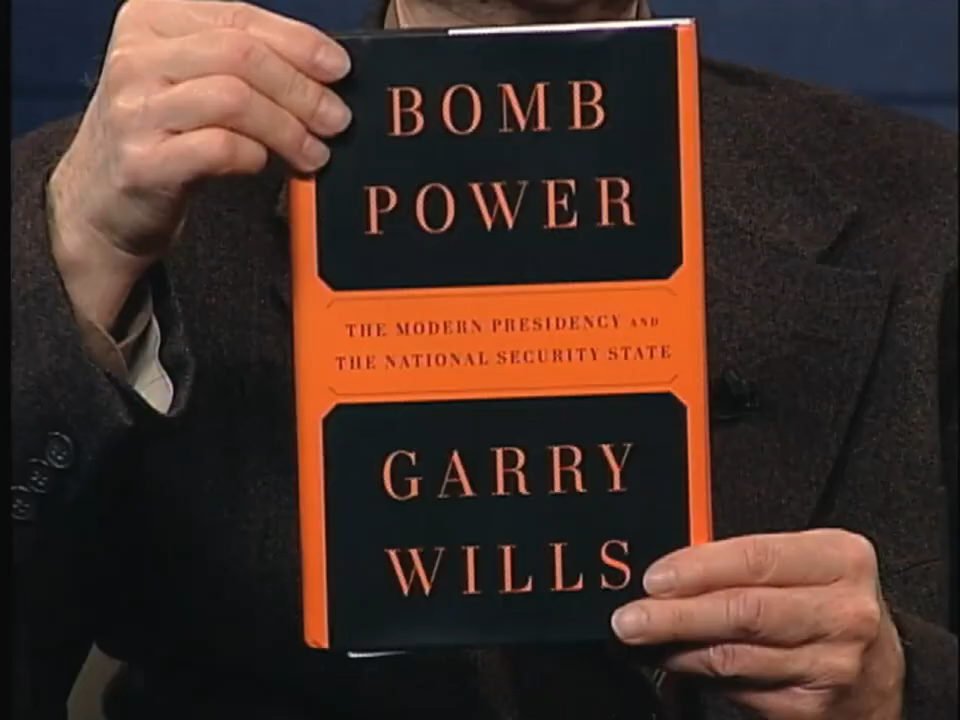 BOMB
POWER
THE MODERN PRESIDENCY AND
THE NATIONAL SECURITY STATE
GARRY
WILLS